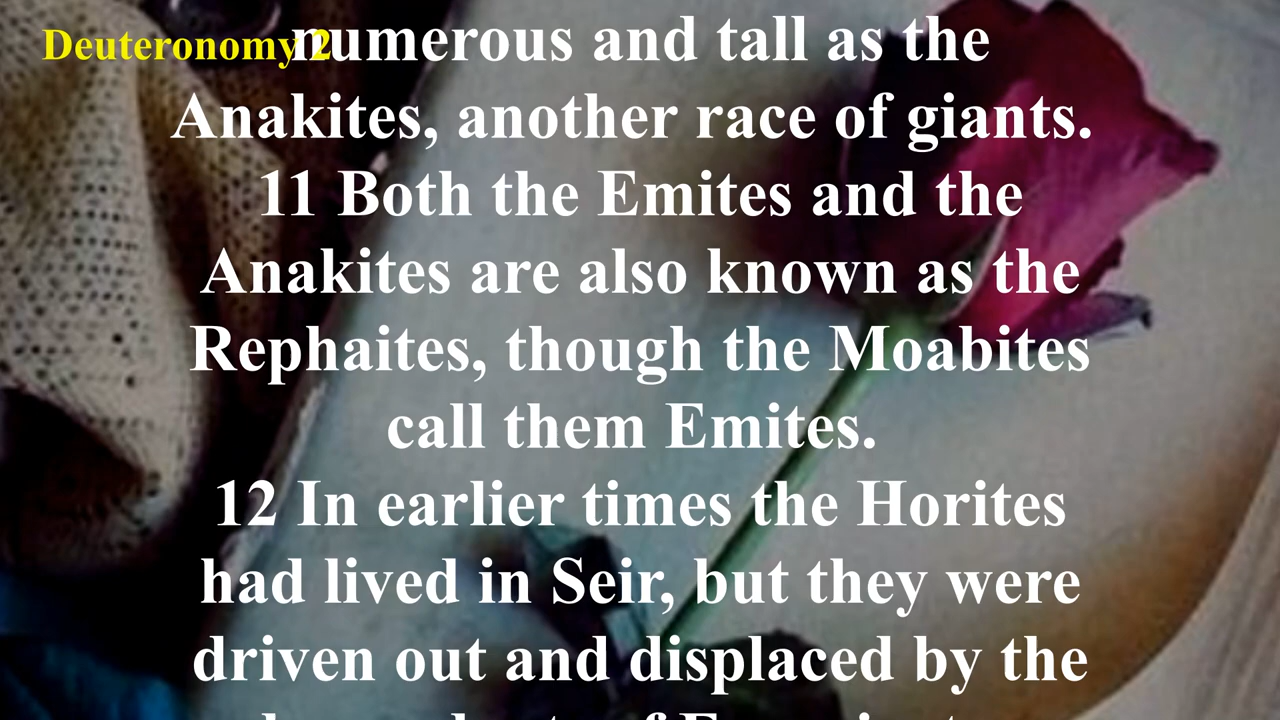 Deuteronomy 2
numerous and tall as the
Anakites, another race of giants.
11 Both the Emites and the
Anakites are also known as the
Rephaites, though the Moabites
call them Emites.
12 In earlier times the Horites
had lived in Seir, but they were
driven out and displaced by the